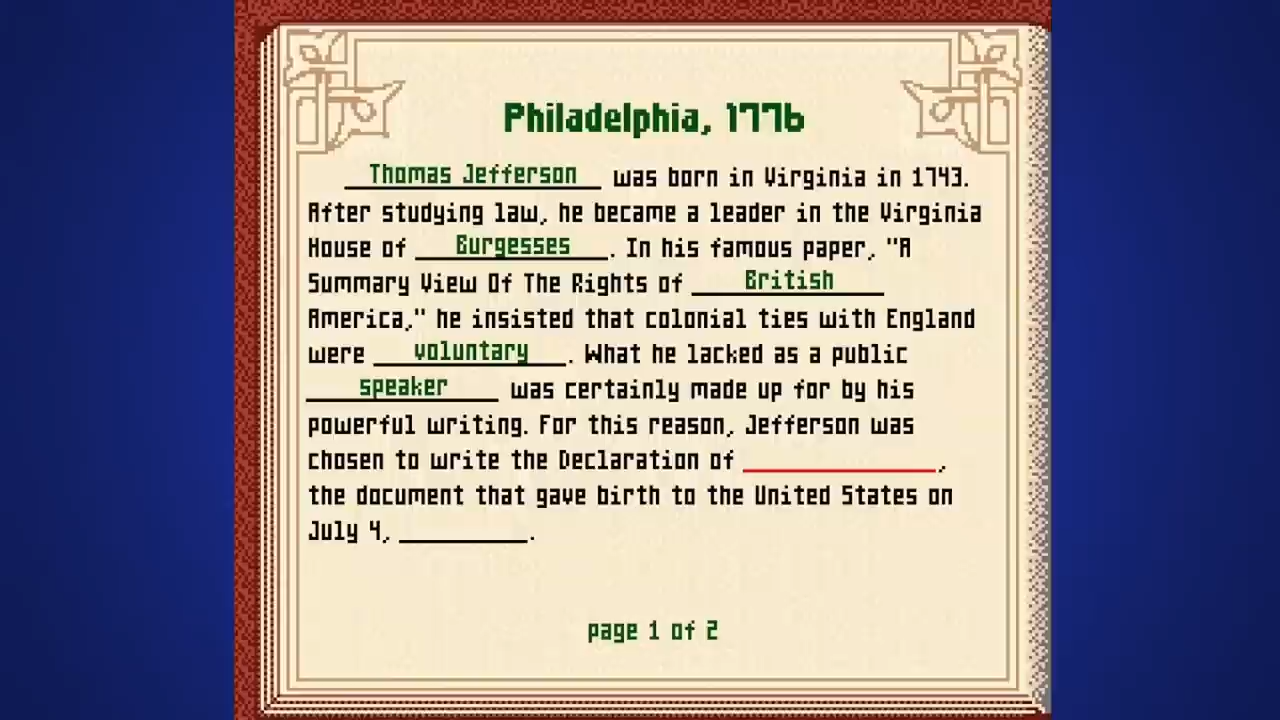 Philadelphia, 1776
Thomas Jefferson was born in Virginia in 1743.
After studying law, he became a leader in the Virginia
House of Burgesses. In his famous paper, "A
Summary View Of The Rights of British
America," he insisted that colonial ties with England
were voluntary. What he lacked as a public
speaker was certainly made up for by his
powerful writing. For this reason, Jefferson was
chosen to write the Declaration of ____________,
the document that gave birth to the United States on
July 4, ________.
page 1 of 2